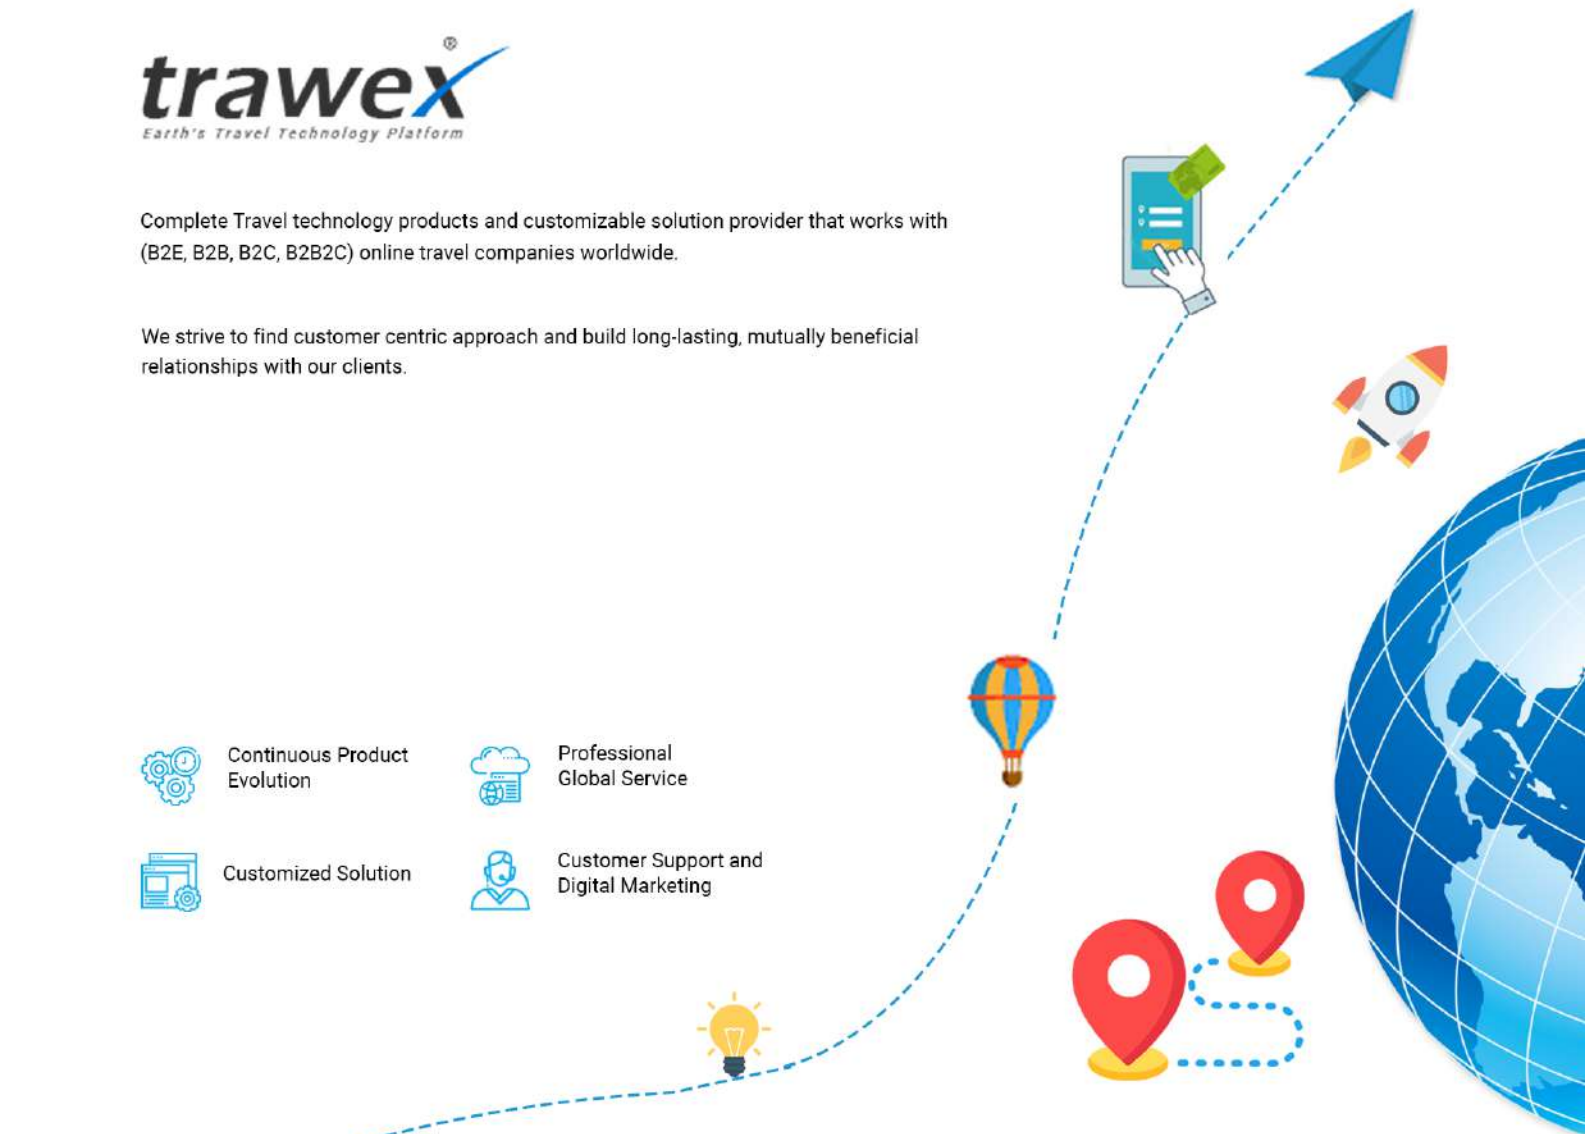 trawex®
Earth's Travel Technology Platform
Complete Travel technology products and customizable solution provider that works with
(B2E, B2B, B2C, B2B2C) online travel companies worldwide.
We strive to find customer centric approach and build long-lasting, mutually beneficial
relationships with our clients.
Continuous Product
Evolution
Professional
Global Service
Customized Solution
Customer Support and
Digital Marketing